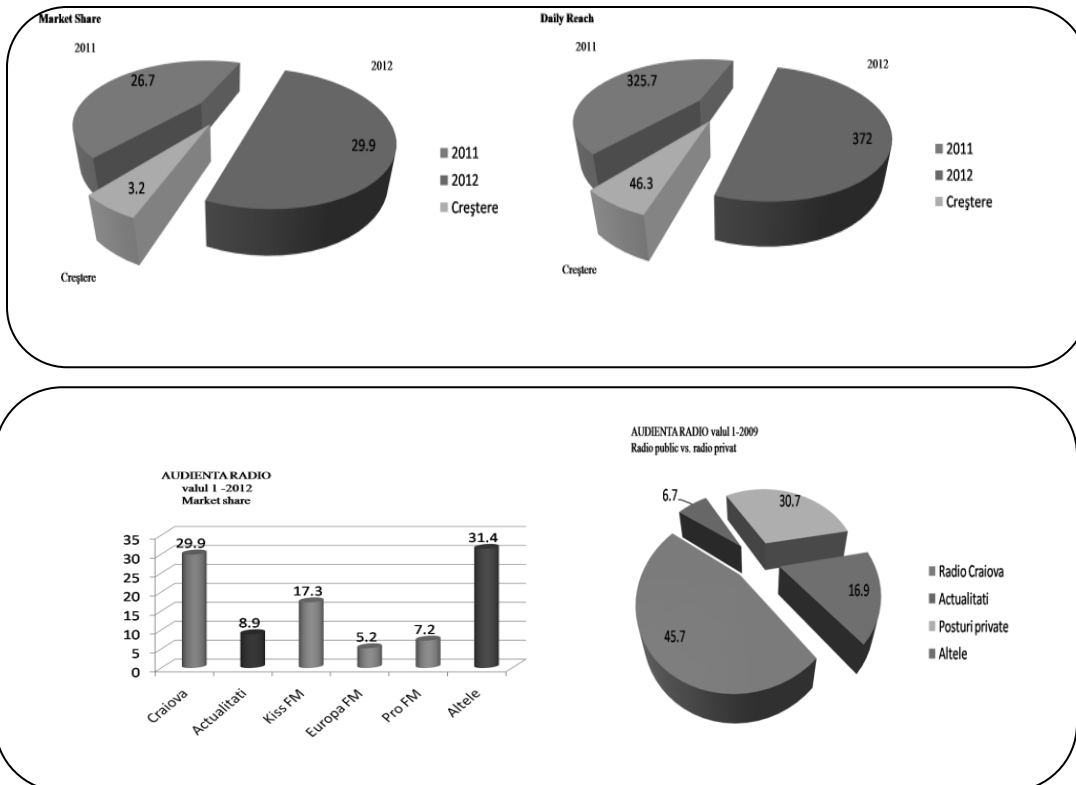 Market Share
2011
2012
26.7
29.9
3.2
Creştere
2011
2012
Creştere
Daily Reach
2011
2012
325.7
372
46.3
Creştere
2011
2012
Creştere
AUDIENTA RADIO
valul 1 -2012
Market share
35
30
25
20
15
10
5
0
29.9
8.9
17.3
5.2
7.2
31.4
Craiova
Actualitati
Kiss FM
Europa FM
Pro FM
Altele
AUDIENTA RADIO valul 1-2009
Radio public vs. radio privat
6.7
30.7
16.9
45.7
Radio Craiova
Actualitati
Posturi private
Altele